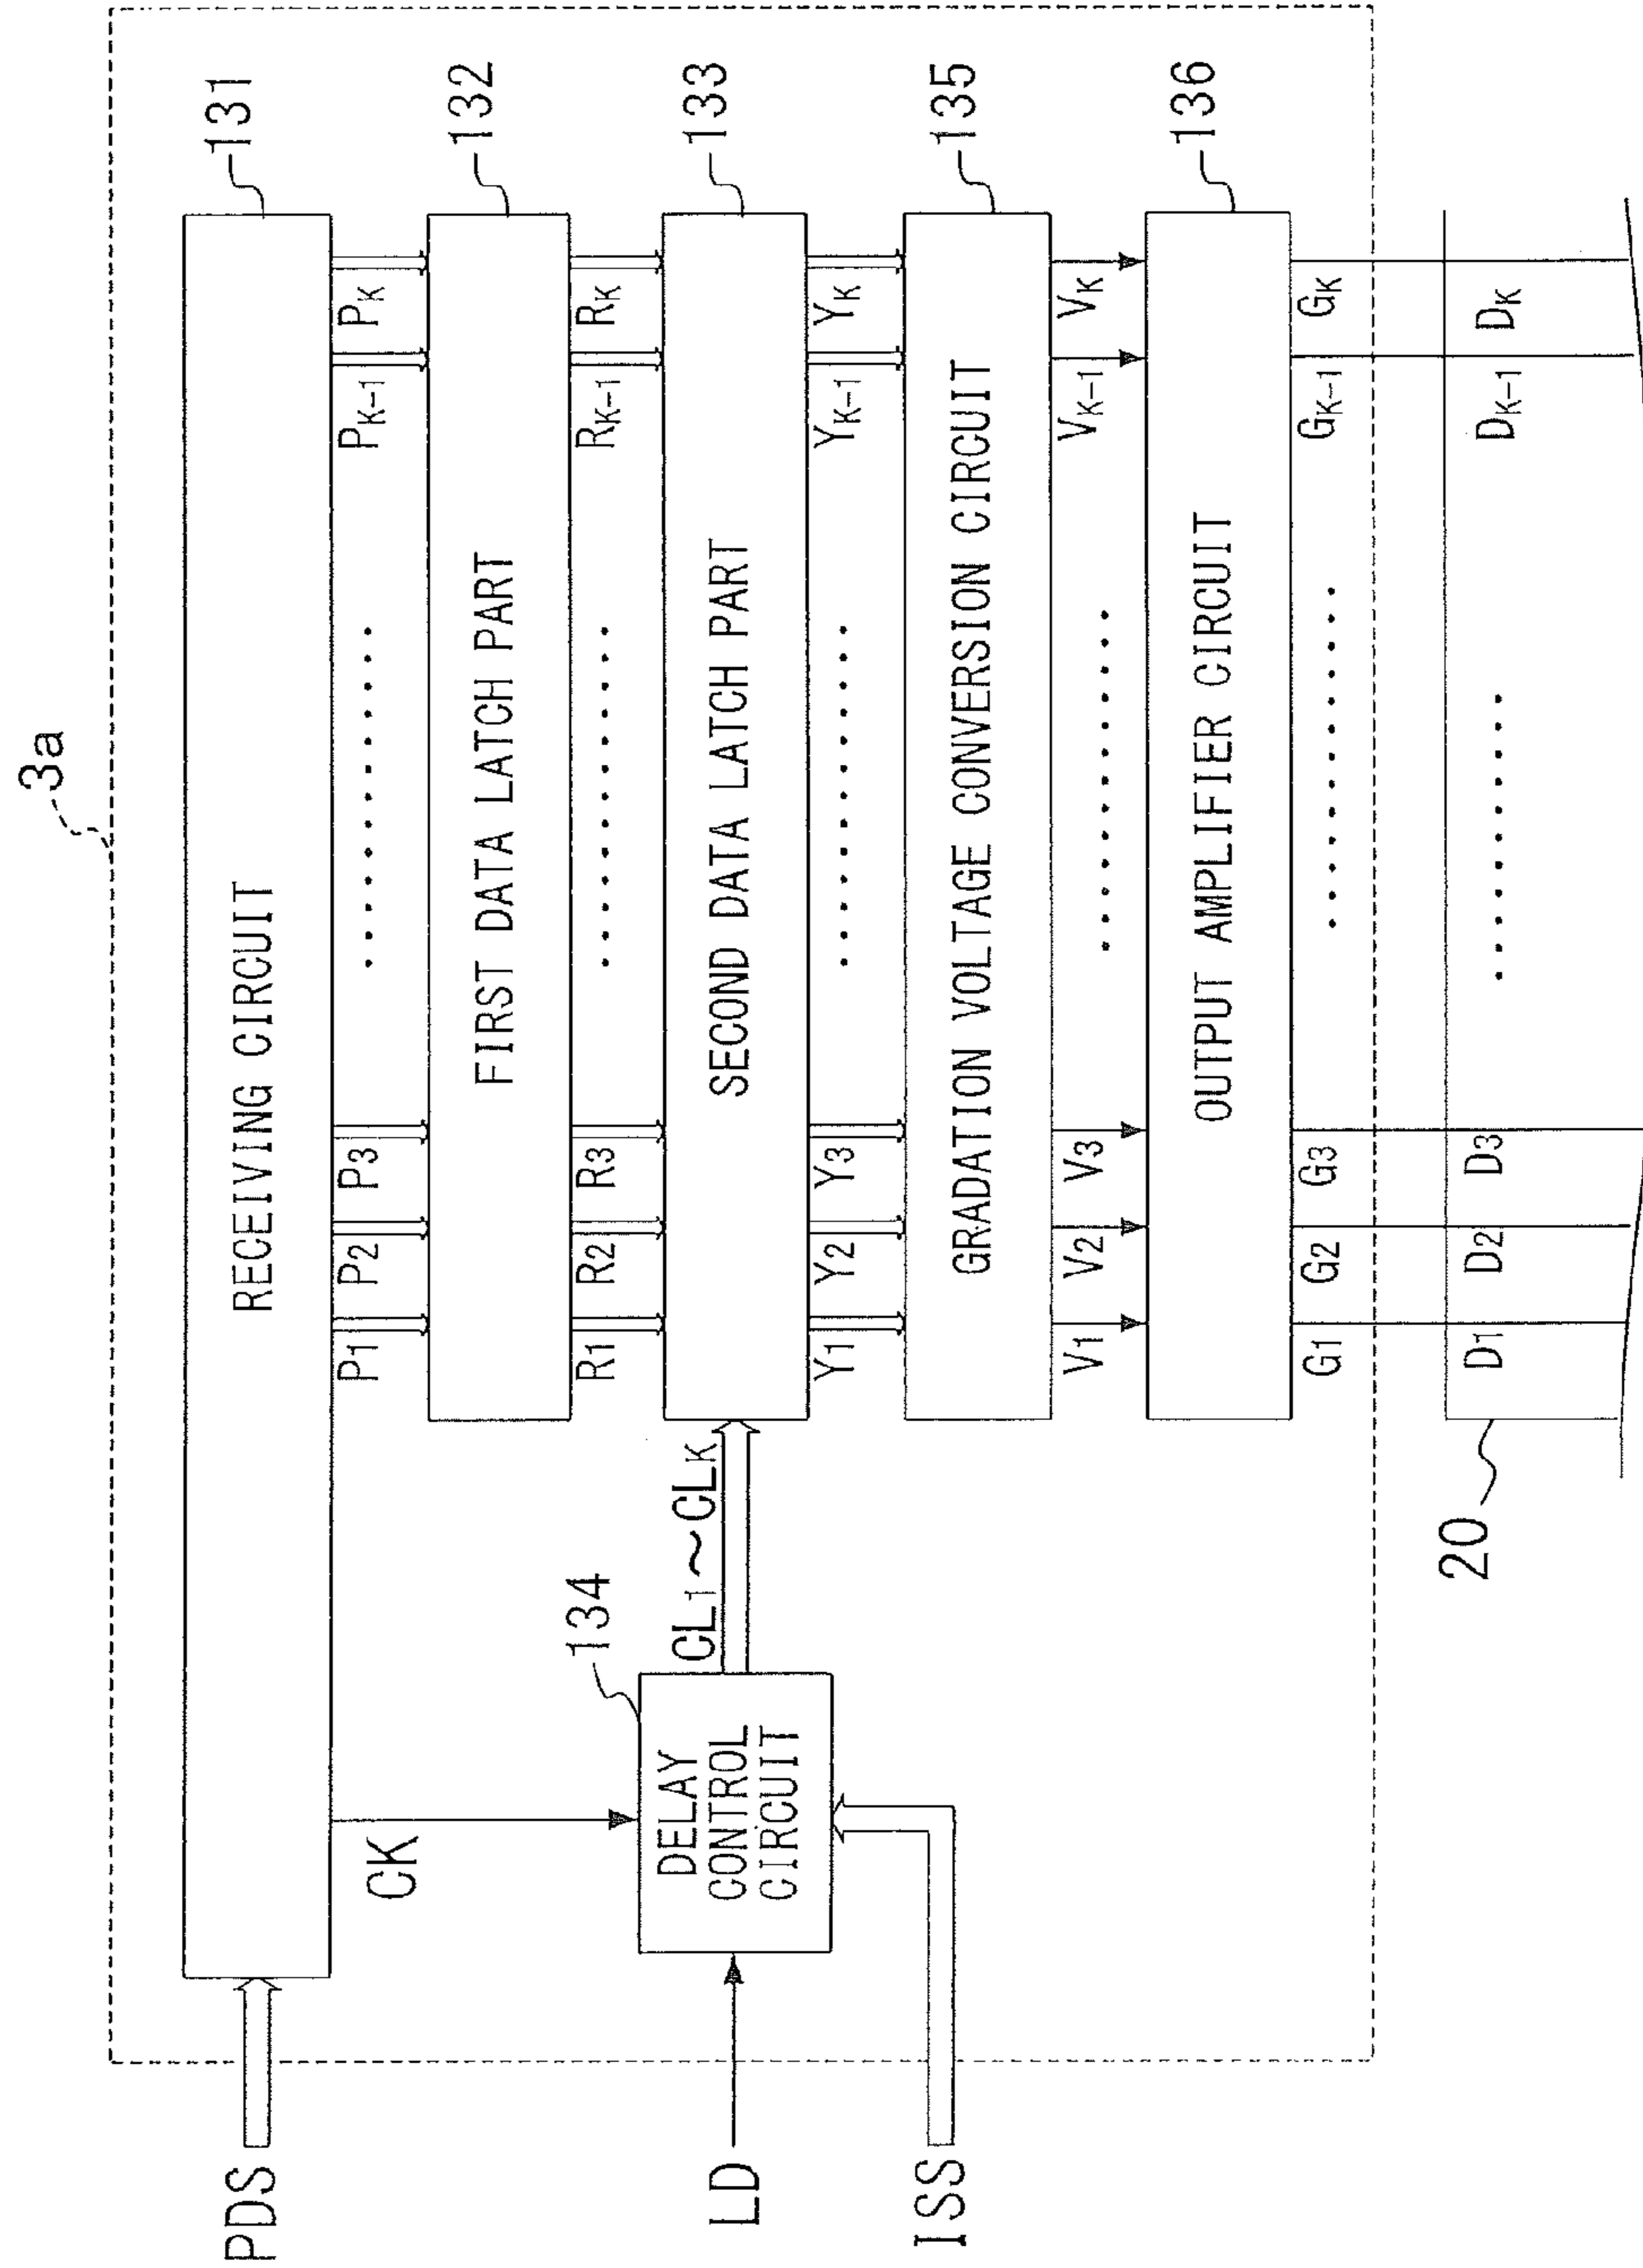 3a
PDS
RECEIVING CIRCUIT
131
P1 P2 P3 ........... PK-1 PK
CK
FIRST DATA LATCH PART
132
R1 R2 R3 ........... RK-1 RK
134
LD
DELAY
CONTROL
CIRCUIT
CL1~CLK
SECOND DATA LATCH PART
133
Y1 Y2 Y3 ........... YK-1 YK
ISS
GRADATION VOLTAGE CONVERSION CIRCUIT
135
V1 V2 V3 ........... VK-1 VK
OUTPUT AMPLIFIER CIRCUIT
136
G1 G2 G3 ........... GK-1 GK
20
D1 D2 D3 ........... DK-1 DK